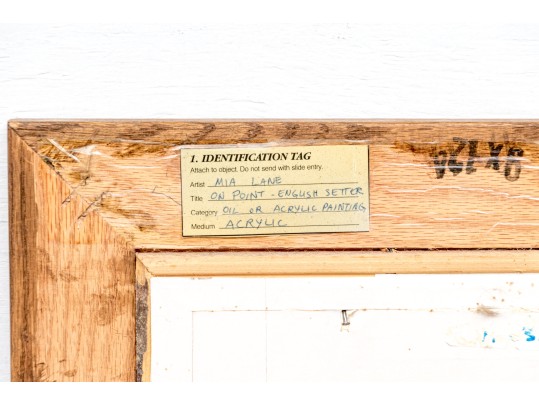 1. IDENTIFICATION TAG
Attach to object. Do not send with slide entry.
Artist MIA LANE
Title ON POINT - ENGLISH SETTER
Category OIL OR ACRYLIC PAINTING
Medium ACRYLIC